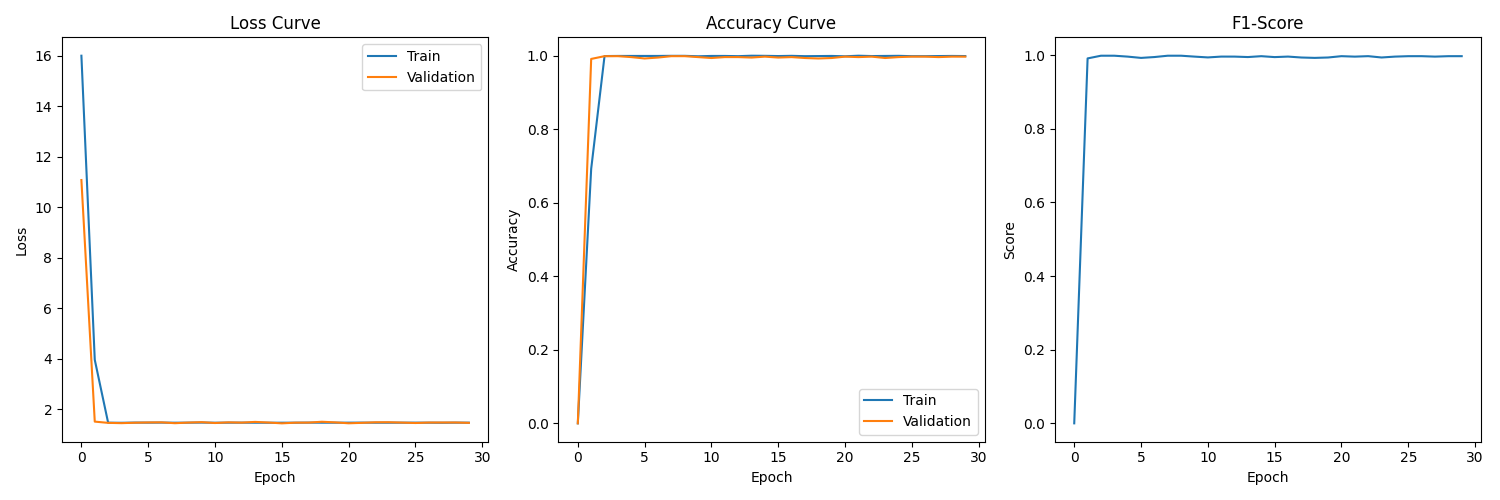 Loss Curve
Train
Validation
16
14
12
10
8
6
4
2
Loss
0 5 10 15 20 25 30
Epoch
Accuracy Curve
1.0
0.8
0.6
0.4
0.2
0.0
Accuracy
Train
Validation
0 5 10 15 20 25 30
Epoch
F1-Score
1.0
0.8
0.6
0.4
0.2
0.0
Score
0 5 10 15 20 25 30
Epoch